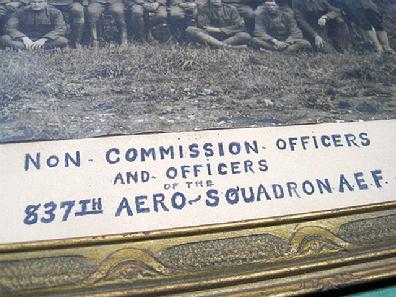 NON-COMMISSION-OFFICERS
AND-OFFICERS
OF THE
837TH AERO-SQUADRON.A.E.F.